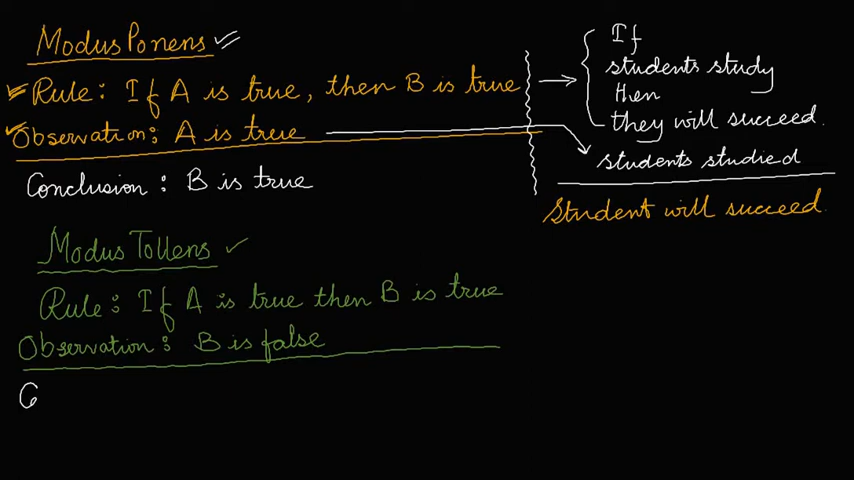 Modus Ponens
Rule: If A is true, then B is true
Observation: A is true
Conclusion: B is true
If
students study
then
they will succeed.
students studied
Student will succeed.
Modus Tollens
Rule: If A is true then B is true
Observation: B is false
C